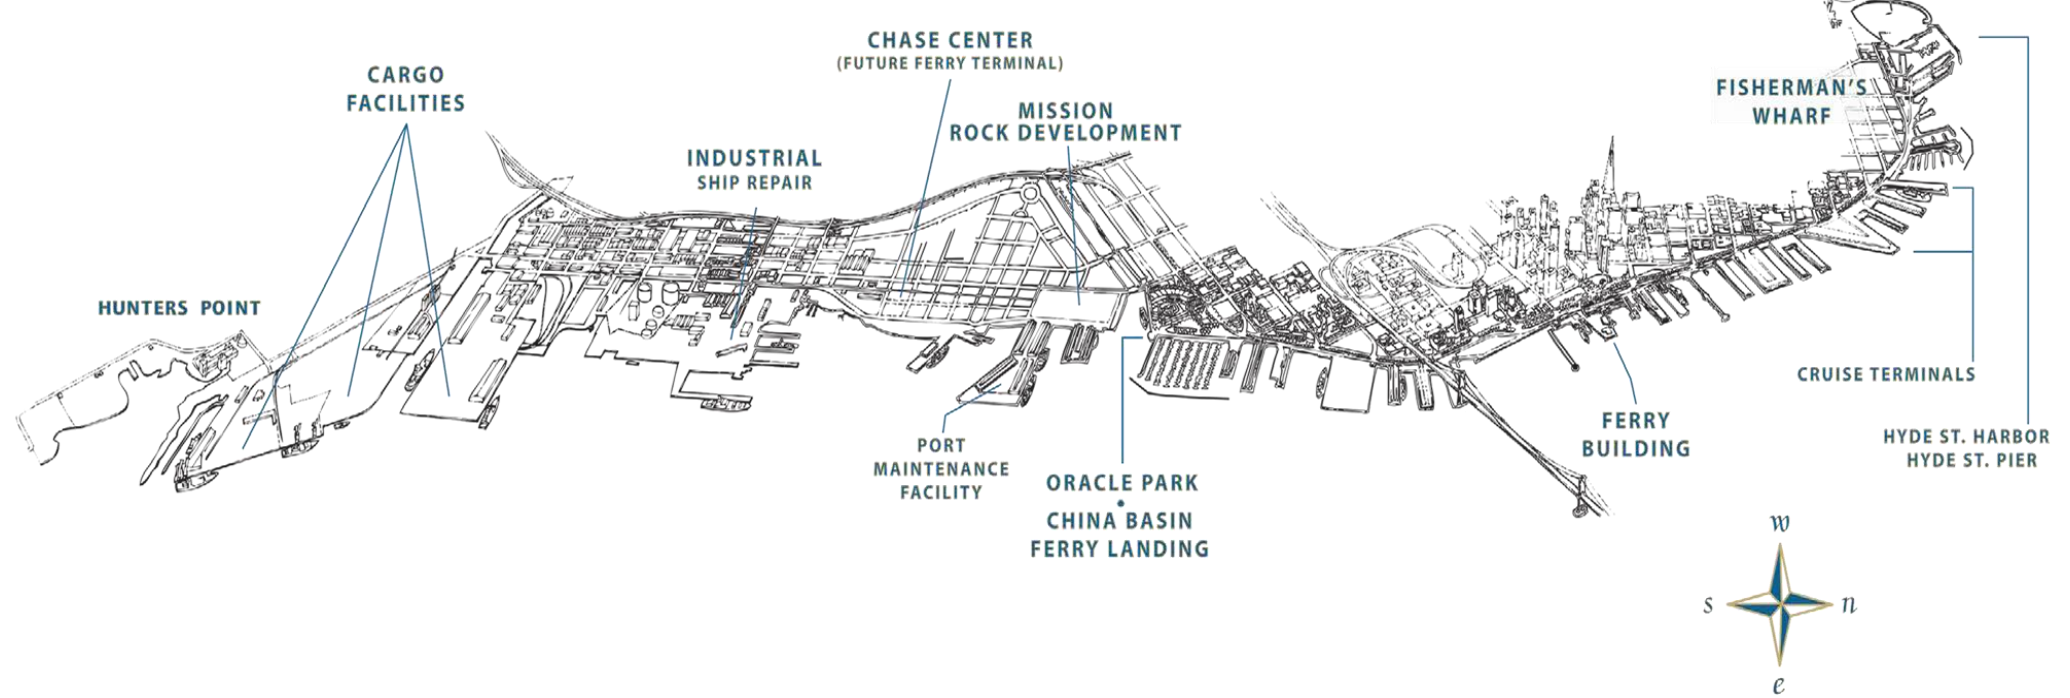 CHASE CENTER
(FUTURE FERRY TERMINAL)
CARGO
FACILITIES
MISSION
ROCK DEVELOPMENT
FISHERMAN'S
WHARF
INDUSTRIAL
SHIP REPAIR
HUNTERS POINT
CRUISE TERMINALS
FERRY
BUILDING
HYDE ST. HARBOR
HYDE ST. PIER
PORT
MAINTENANCE
FACILITY
ORACLE PARK
•
CHINA BASIN
FERRY LANDING
w
s n
e